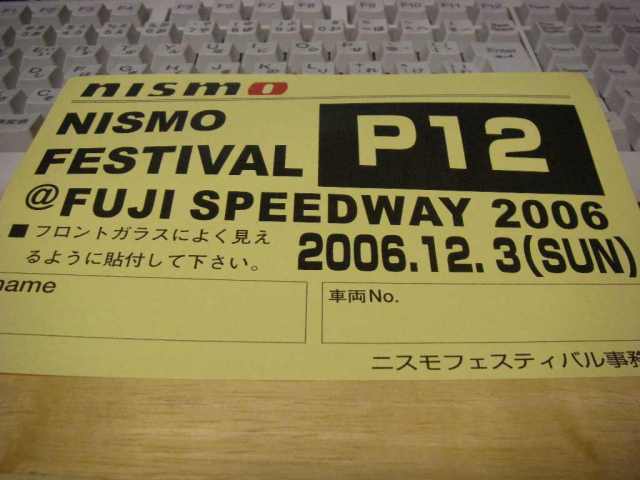 nismo
NISMO
FESTIVAL
P12
@FUJI SPEEDWAY 2006
■ フロントガラスによく見え
るように貼付して下さい。
2006.12.3(SUN)
name
車両No.
ニスモフェスティバル事務